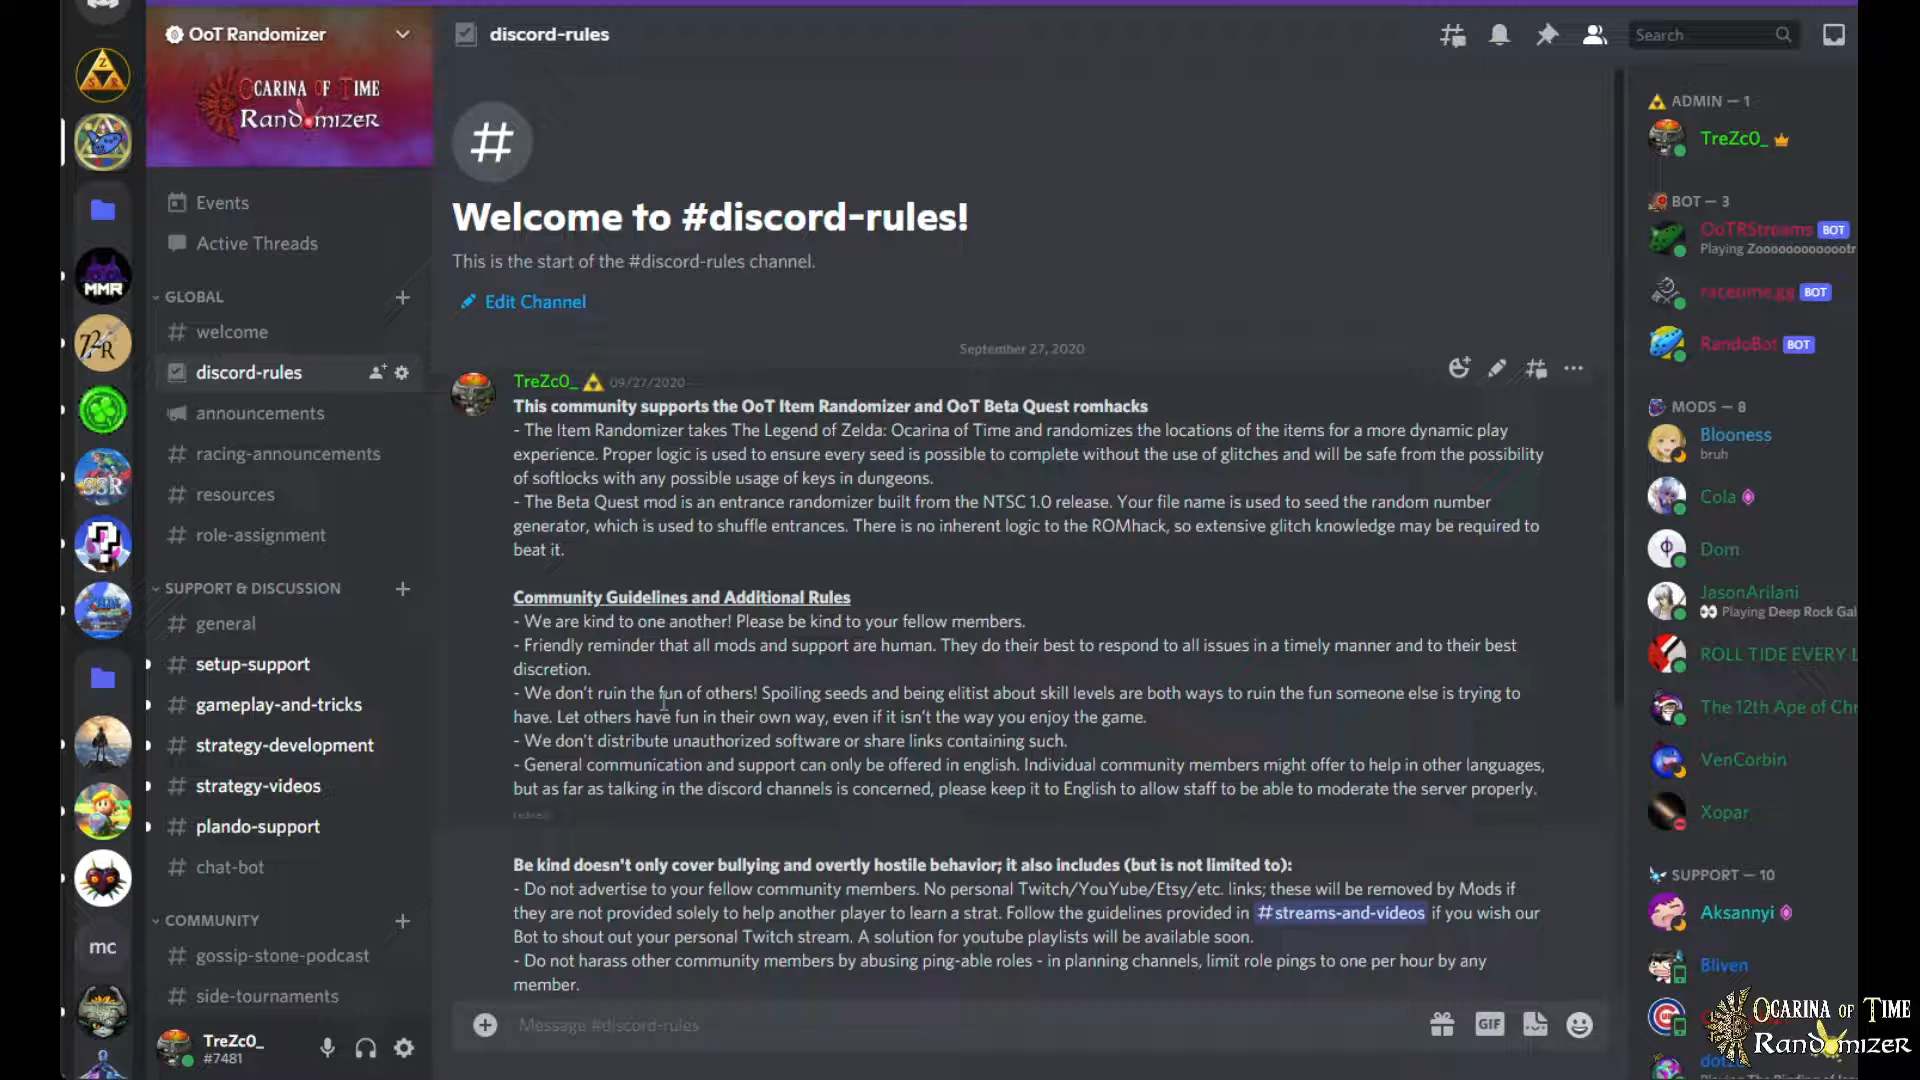 OoT Randomizer
OCARINA OF TIME
RANDOMIZER
Events
Active Threads
GLOBAL
welcome
discord-rules
announcements
racing-announcements
resources
role-assignment
SUPPORT & DISCUSSION
general
setup-support
gameplay-and-tricks
strategy-development
strategy-videos
plando-support
chat-bot
COMMUNITY
gossip-stone-podcast
side-tournaments
TreZc0_
#7481
Z
S R
MMR
Z2R
SSR
mc
discord-rules
Search
Welcome to #discord-rules!
This is the start of the #discord-rules channel.
Edit Channel
September 27, 2020
TreZc0_ 09/27/2020
This community supports the OoT Item Randomizer and OoT Beta Quest romhacks
- The Item Randomizer takes The Legend of Zelda: Ocarina of Time and randomizes the locations of the items for a more dynamic play
experience. Proper logic is used to ensure every seed is possible to complete without the use of glitches and will be safe from the possibility
of softlocks with any possible usage of keys in dungeons.
- The Beta Quest mod is an entrance randomizer built from the NTSC 1.0 release. Your file name is used to seed the random number
generator, which is used to shuffle entrances. There is no inherent logic to the ROMhack, so extensive glitch knowledge may be required to
beat it.
Community Guidelines and Additional Rules
- We are kind to one another! Please be kind to your fellow members.
- Friendly reminder that all mods and support are human. They do their best to respond to all issues in a timely manner and to their best
discretion.
- We don't ruin the fun of others! Spoiling seeds and being elitist about skill levels are both ways to ruin the fun someone else is trying to
have. Let others have fun in their own way, even if it isn't the way you enjoy the game.
- We don't distribute unauthorized software or share links containing such.
- General communication and support can only be offered in english. Individual community members might offer to help in other languages,
but as far as talking in the discord channels is concerned, please keep it to English to allow staff to be able to moderate the server properly.
(edited)
Be kind doesn't only cover bullying and overtly hostile behavior; it also includes (but is not limited to):
- Do not advertise to your fellow community members. No personal Twitch/YouYube/Etsy/etc. links; these will be removed by Mods if
they are not provided solely to help another player to learn a strat. Follow the guidelines provided in #streams-and-videos if you wish our
Bot to shout out your personal Twitch stream. A solution for youtube playlists will be available soon.
- Do not harass other community members by abusing ping-able roles - in planning channels, limit role pings to one per hour by any
member.
Message #discord-rules
GIF
ADMIN — 1
TreZc0_
BOT — 3
OoTRStreams BOT
Playing Zooooooooooootr
racetime.gg BOT
RandoBot BOT
MODS — 8
Blooness
bruh
Cola
Dom
JasonArilani
Playing Deep Rock Gal
ROLL TIDE EVERY L
The 12th Ape of Chr
VenCorbin
Xopar
SUPPORT — 10
Aksannyi
Bliven
OCARINA OF TIME
RANDOMIZER